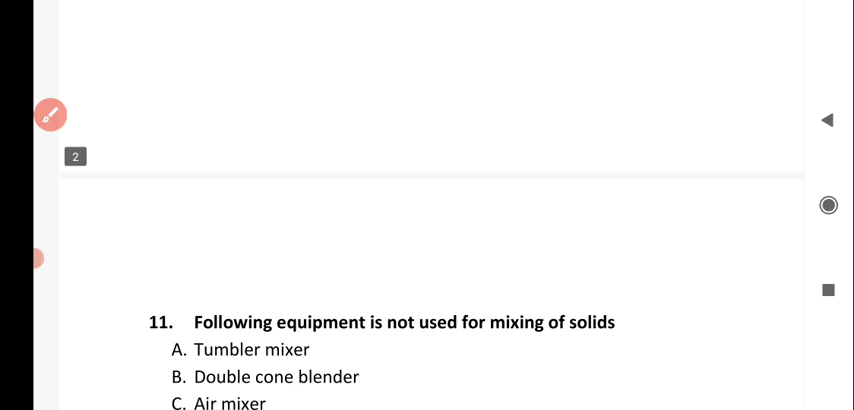 2
11. Following equipment is not used for mixing of solids
A. Tumbler mixer
B. Double cone blender
C. Air mixer